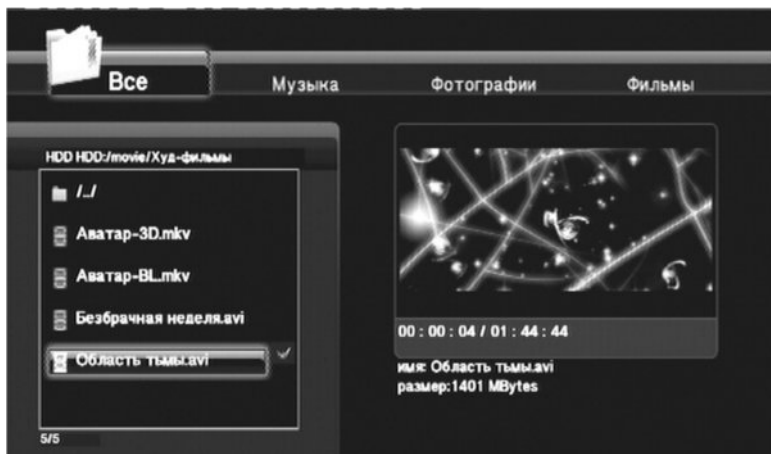 Все
Музыка
Фотографии
Фильмы
HDD HDD:/movie/Худ-фильмы
/../
Аватар-3D.mkv
Аватар-BL.mkv
Безбрачная неделя.avi
Область тьмы.avi
5/5
00 : 00 : 04 / 01 : 44 : 44
имя: Область тьмы.avi
размер:1401 MBytes